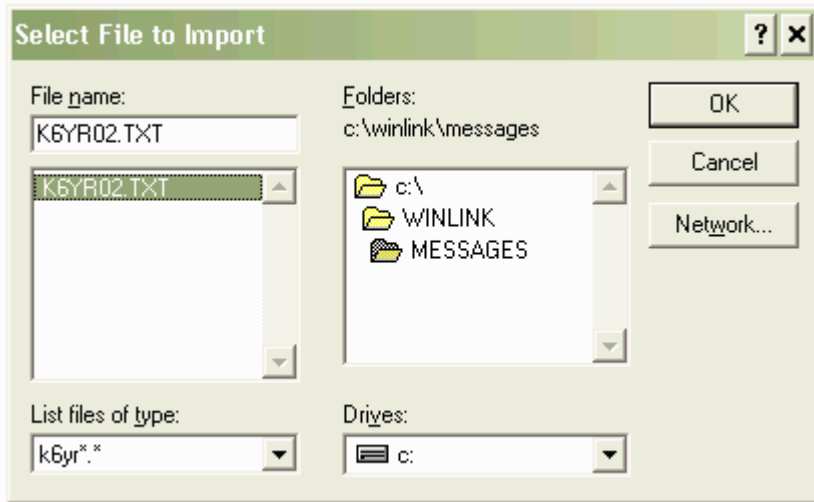 Select File to Import
File name:
K6YR02.TXT
K6YR02.TXT
List files of type:
k6yr*.*
Folders:
c:\winlink\messages
c:\
WINLINK
MESSAGES
Drives:
c:
OK
Cancel
Network...